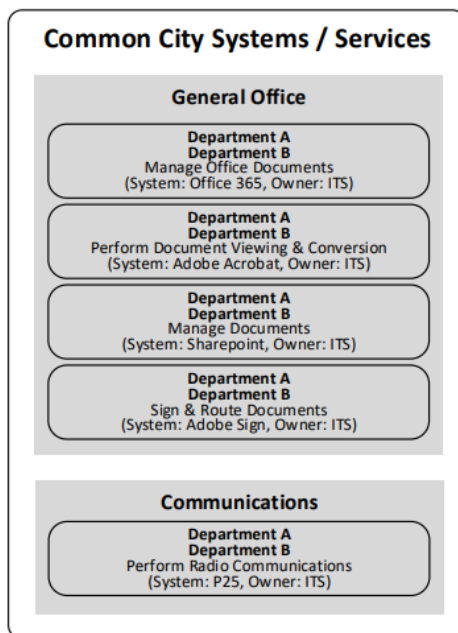 Common City Systems / Services
General Office
Department A
Department B
Manage Office Documents
(System: Office 365, Owner: ITS)
Department A
Department B
Perform Document Viewing & Conversion
(System: Adobe Acrobat, Owner: ITS)
Department A
Department B
Manage Documents
(System: Sharepoint, Owner: ITS)
Department A
Department B
Sign & Route Documents
(System: Adobe Sign, Owner: ITS)
Communications
Department A
Department B
Perform Radio Communications
(System: P25, Owner: ITS)